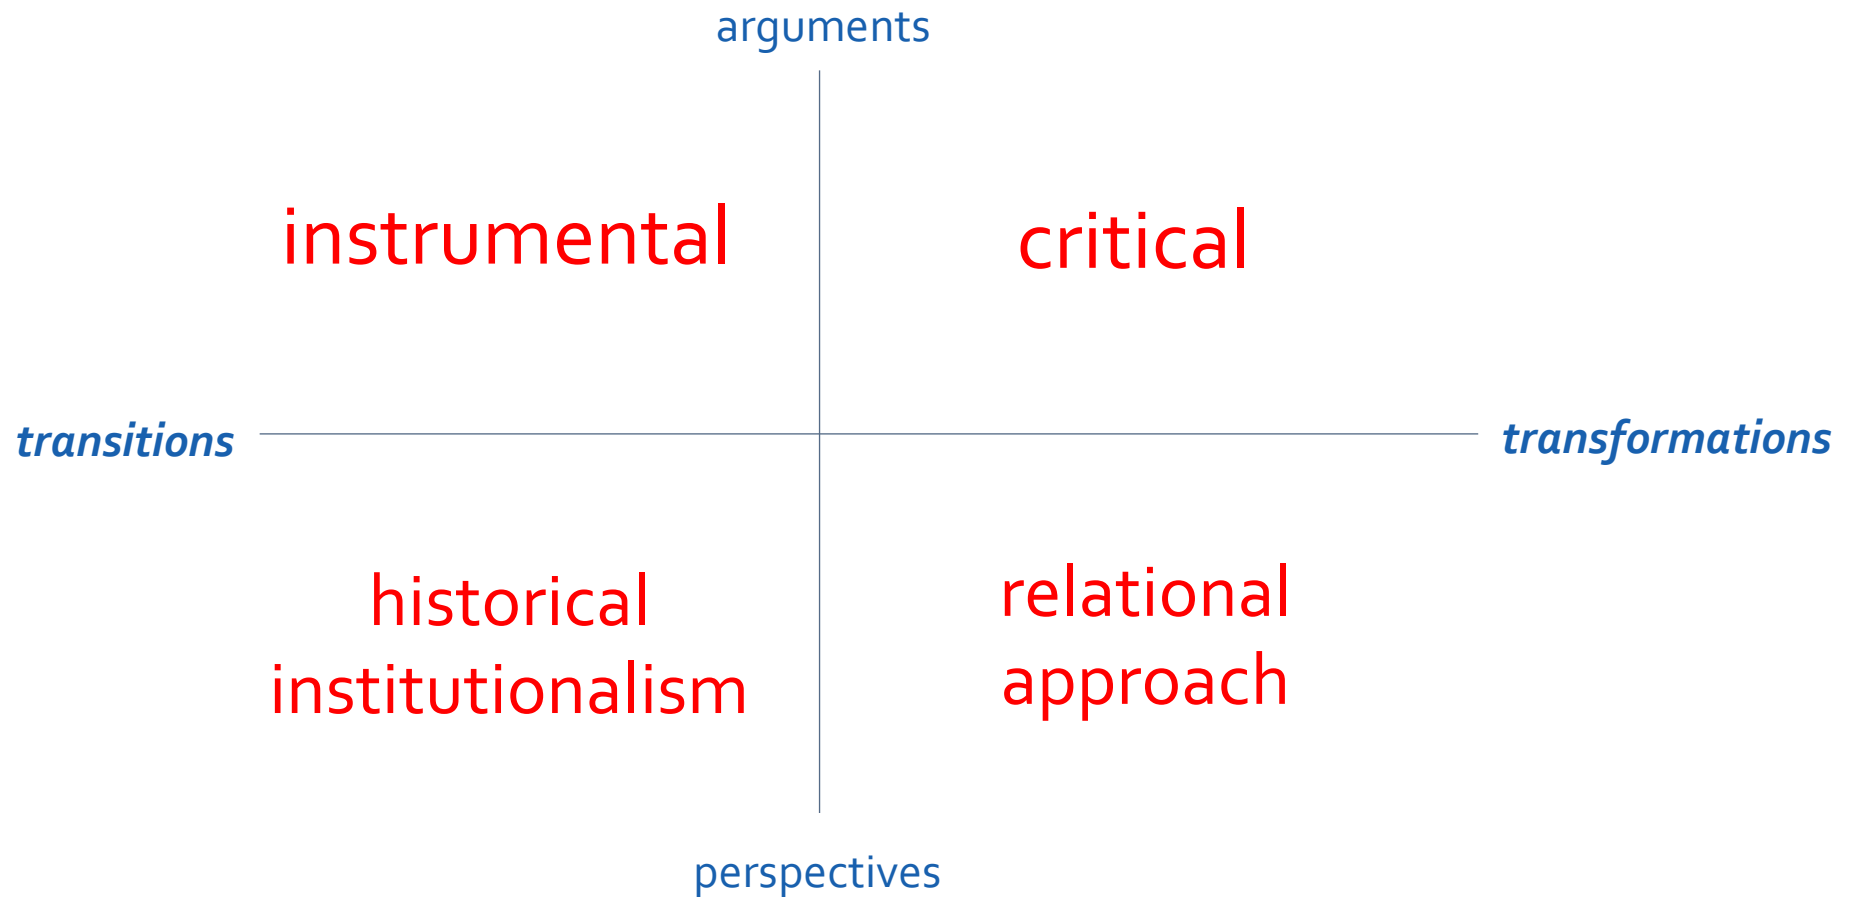 arguments
instrumental
critical
transitions
transformations
historical
institutionalism
relational
approach
perspectives